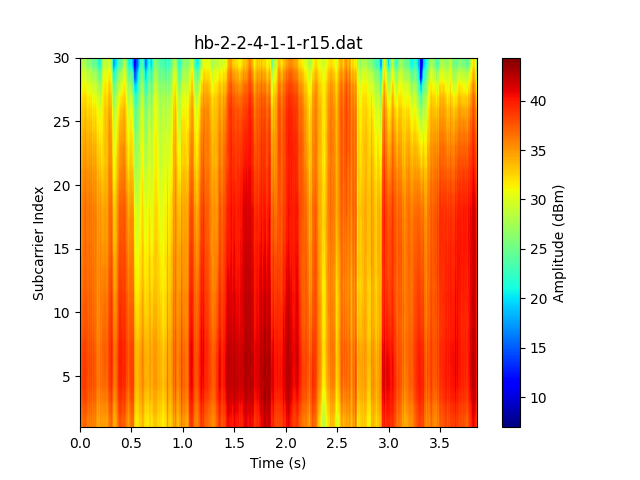 hb-2-2-4-1-1-r15.dat
Subcarrier Index
30
25
20
15
10
5
0.0 0.5 1.0 1.5 2.0 2.5 3.0 3.5
Time (s)
40
35
30
25
20
15
10
Amplitude (dBm)